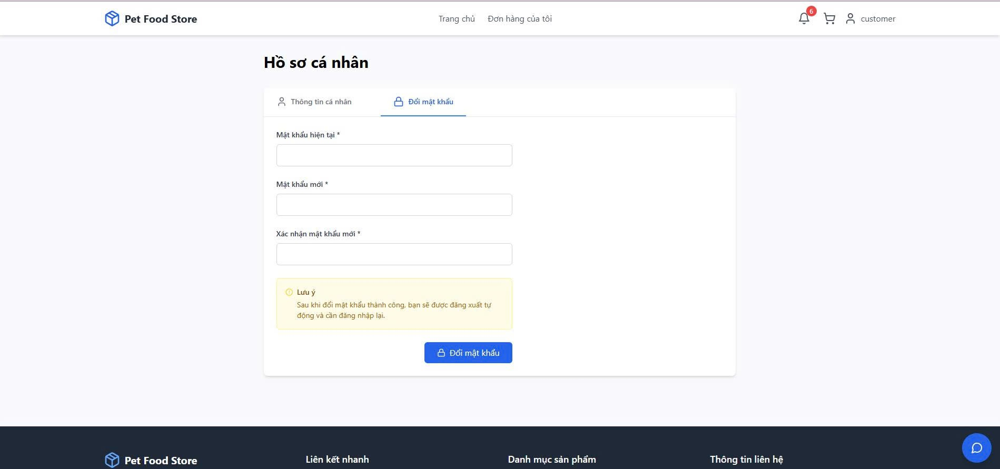 Pet Food Store
Trang chủ
Đơn hàng của tôi
6
customer
Hồ sơ cá nhân
Thông tin cá nhân
Đổi mật khẩu
Mật khẩu hiện tại *
Mật khẩu mới *
Xác nhận mật khẩu mới *
Lưu ý
Sau khi đổi mật khẩu thành công, bạn sẽ được đăng xuất tự
động và cần đăng nhập lại.
Đổi mật khẩu
Pet Food Store
Liên kết nhanh
Danh mục sản phẩm
Thông tin liên hệ